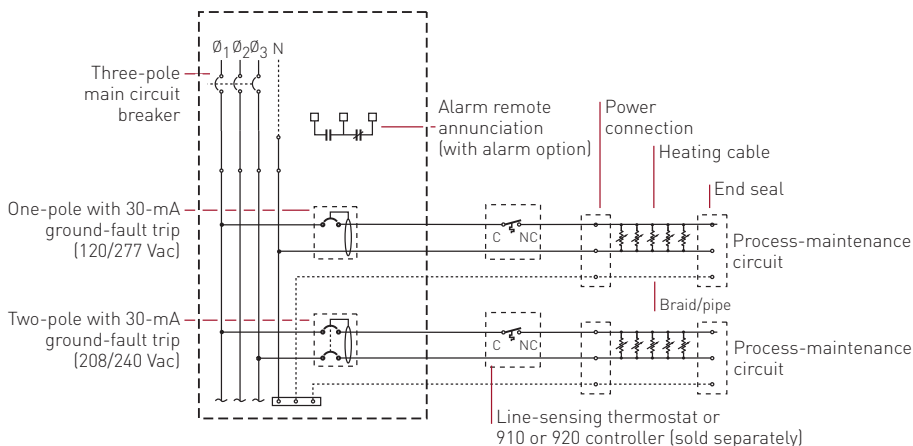 Ø1 Ø2 Ø3 N
Three-pole
main circuit
breaker
Alarm remote
annunciation
(with alarm option)
Power
connection
Heating cable
End seal
One-pole with 30-mA
ground-fault trip
(120/277 Vac)
C NC
Process-maintenance
circuit
Braid/pipe
Two-pole with 30-mA
ground-fault trip
(208/240 Vac)
C NC
Process-maintenance
circuit
Line-sensing thermostat or
910 or 920 controller (sold separately)